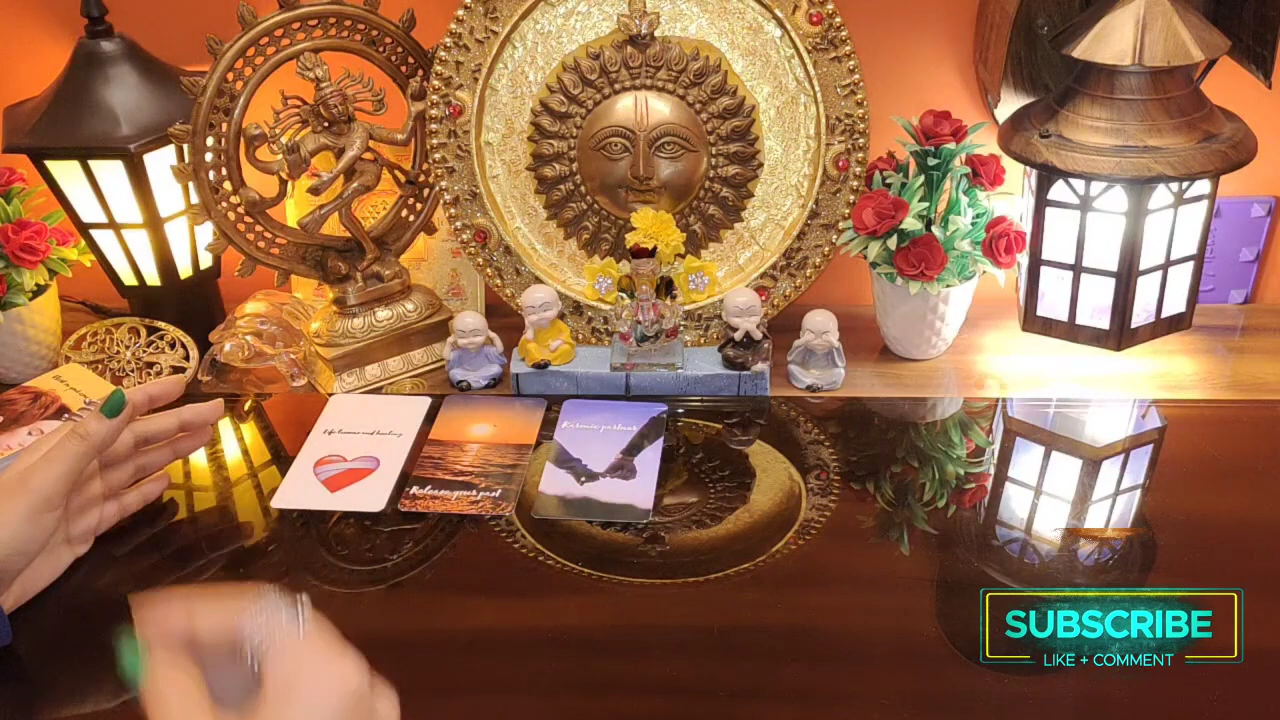 Life lessons and healing
Release your past
Karmic partner
SUBSCRIBE
LIKE + COMMENT